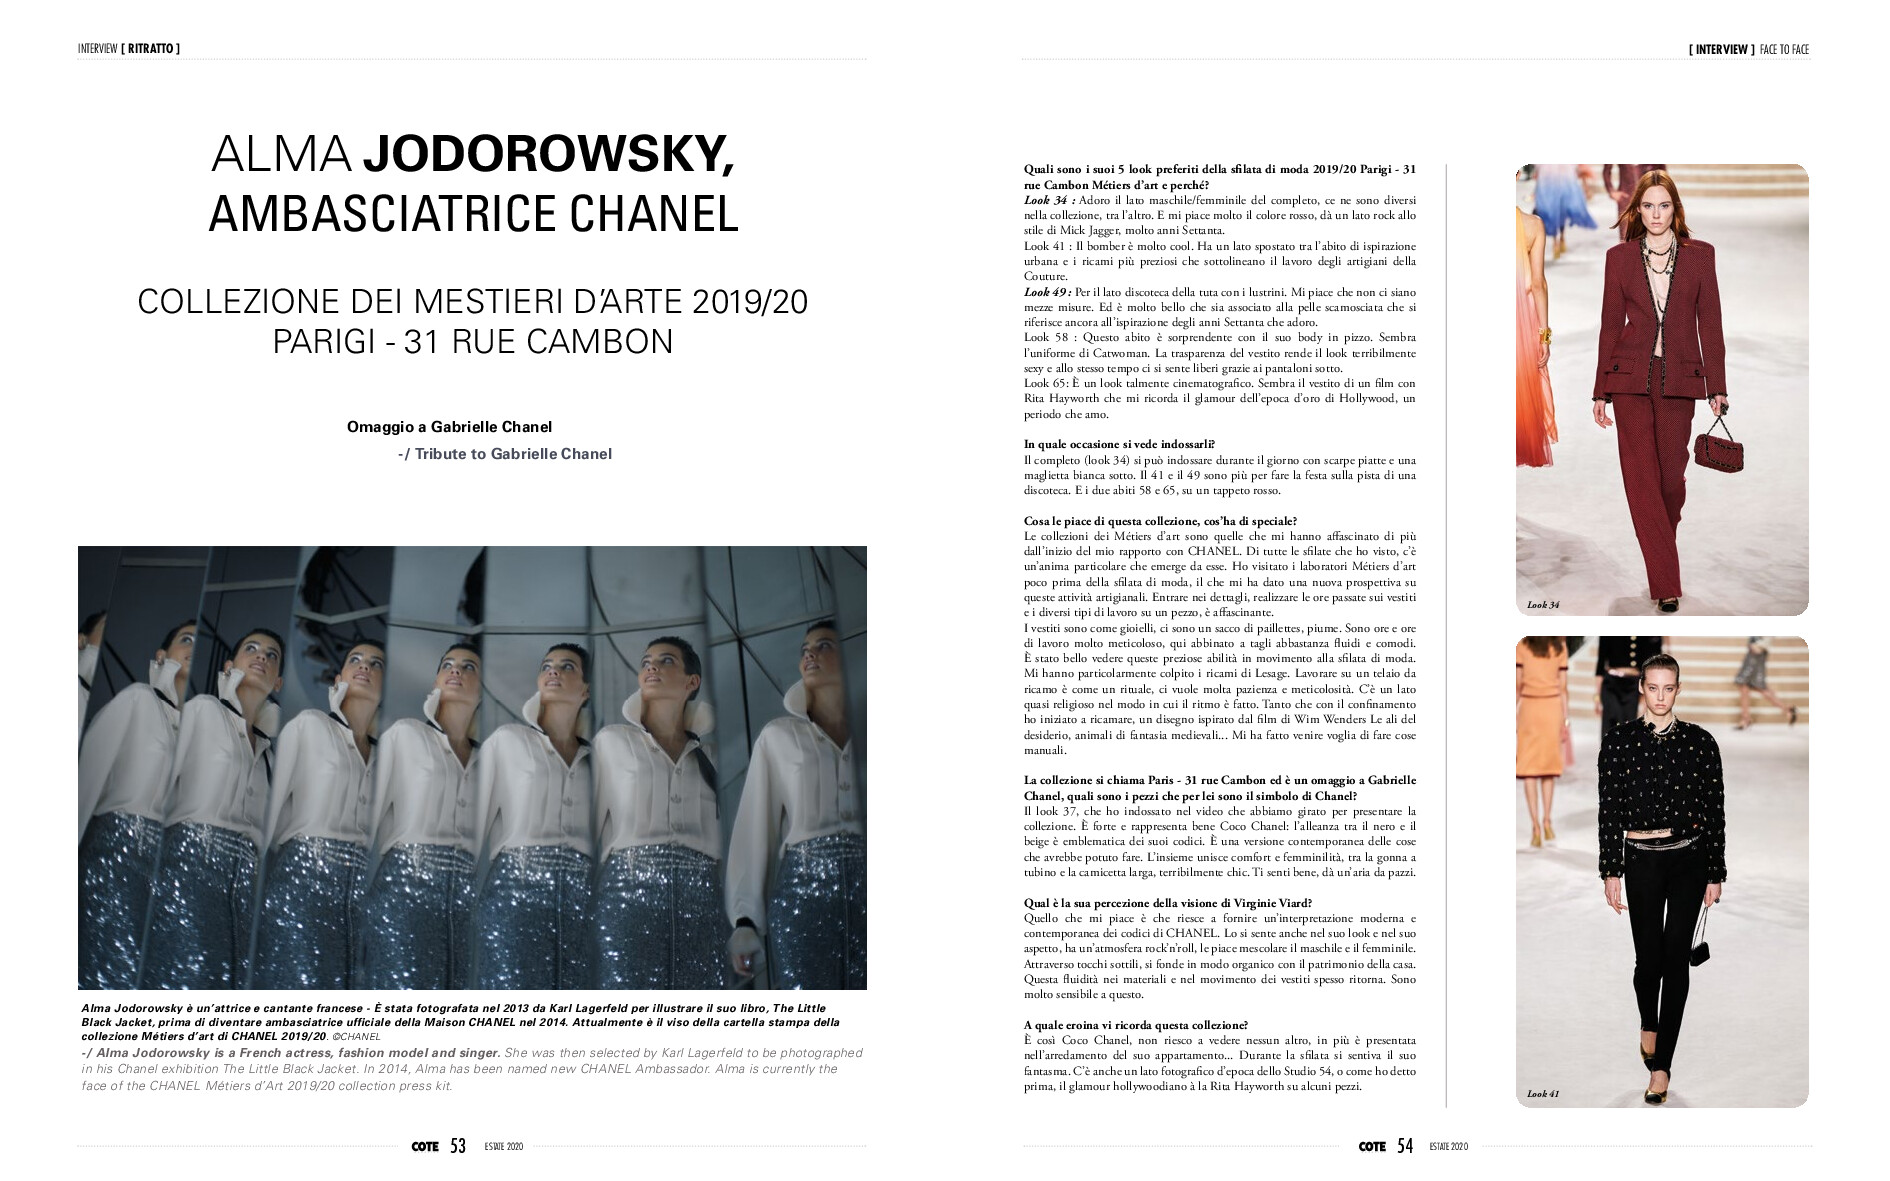 INTERVIEW [ RITRATTO ]
ALMA JODOROWSKY,
AMBASCIATRICE CHANEL
COLLEZIONE DEI MESTIERI D'ARTE 2019/20
PARIGI - 31 RUE CAMBON
Omaggio a Gabrielle Chanel
-/ Tribute to Gabrielle Chanel
Alma Jodorowsky è un'attrice e cantante francese - È stata fotografata nel 2013 da Karl Lagerfeld per illustrare il suo libro, The Little
Black Jacket, prima di diventare ambasciatrice ufficiale della Maison CHANEL nel 2014. Attualmente è il viso della cartella stampa della
collezione Métiers d'art di CHANEL 2019/20. ©CHANEL
-/ Alma Jodorowsky is a French actress, fashion model and singer. She was then selected by Karl Lagerfeld to be photographed
in his Chanel exhibition The Little Black Jacket. In 2014, Alma has been named new CHANEL Ambassador. Alma is currently the
face of the CHANEL Métiers d'Art 2019/20 collection press kit.
COTE 53 ESTATE 2020
[ INTERVIEW ] FACE TO FACE
Quali sono i suoi 5 look preferiti della sfilata di moda 2019/20 Parigi - 31
rue Cambon Métiers d'art e perché?
Look 34 : Adoro il lato maschile/femminile del completo, ce ne sono diversi
nella collezione, tra l'altro. E mi piace molto il colore rosso, dà un lato rock allo
stile di Mick Jagger, molto anni Settanta.
Look 41 : Il bomber è molto cool. Ha un lato spostato tra l'abito di ispirazione
urbana e i ricami più preziosi che sottolineano il lavoro degli artigiani della
Couture.
Look 49 : Per il lato discoteca della tuta con i lustrini. Mi piace che non ci siano
mezze misure. Ed è molto bello che sia associato alla pelle scamosciata che si
riferisce ancora all'ispirazione degli anni Settanta che adoro.
Look 58 : Questo abito è sorprendente con il suo body in pizzo. Sembra
l'uniforme di Catwoman. La trasparenza del vestito rende il look terribilmente
sexy e allo stesso tempo ci si sente liberi grazie ai pantaloni sotto.
Look 65: È un look talmente cinematografico. Sembra il vestito di un film con
Rita Hayworth che mi ricorda il glamour dell'epoca d'oro di Hollywood, un
periodo che amo.
In quale occasione si vede indossarli?
Il completo (look 34) si può indossare durante il giorno con scarpe piatte e una
maglietta bianca sotto. Il 41 e il 49 sono più per fare la festa sulla pista di una
discoteca. E i due abiti 58 e 65, su un tappeto rosso.
Cosa le piace di questa collezione, cos'ha di speciale?
Le collezioni dei Métiers d'art sono quelle che mi hanno affascinato di più
dall'inizio del mio rapporto con CHANEL. Di tutte le sfilate che ho visto, c'è
un'anima particolare che emerge da esse. Ho visitato i laboratori Métiers d'art
poco prima della sfilata di moda, il che mi ha dato una nuova prospettiva su
queste attività artigianali. Entrare nei dettagli, realizzare le ore passate sui vestiti
e i diversi tipi di lavoro su un pezzo, è affascinante.
I vestiti sono come gioielli, ci sono un sacco di paillettes, piume. Sono ore e ore
di lavoro molto meticoloso, qui abbinato a tagli abbastanza fluidi e comodi.
È stato bello vedere queste preziose abilità in movimento alla sfilata di moda.
Mi hanno particolarmente colpito i ricami di Lesage. Lavorare su un telaio da
ricamo è come un rituale, ci vuole molta pazienza e meticolosità. C'è un lato
quasi religioso nel modo in cui il ritmo è fatto. Tanto che con il confinamento
ho iniziato a ricamare, un disegno ispirato dal film di Wim Wenders Le ali del
desiderio, animali di fantasia medievali... Mi ha fatto venire voglia di fare cose
manuali.
La collezione si chiama Paris - 31 rue Cambon ed è un omaggio a Gabrielle
Chanel, quali sono i pezzi che per lei sono il simbolo di Chanel?
Il look 37, che ho indossato nel video che abbiamo girato per presentare la
collezione. È forte e rappresenta bene Coco Chanel: l'alleanza tra il nero e il
beige è emblematica dei suoi codici. È una versione contemporanea delle cose
che avrebbe potuto fare. L'insieme unisce comfort e femminilità, tra la gonna a
tubino e la camicetta larga, terribilmente chic. Ti senti bene, dà un'aria da pazzi.
Qual è la sua percezione della visione di Virginie Viard?
Quello che mi piace è che riesce a fornire un'interpretazione moderna e
contemporanea dei codici di CHANEL. Lo si sente anche nel suo look e nel suo
aspetto, ha un'atmosfera rock'n'roll, le piace mescolare il maschile e il femminile.
Attraverso tocchi sottili, si fonde in modo organico con il patrimonio della casa.
Questa fluidità nei materiali e nel movimento dei vestiti spesso ritorna. Sono
molto sensibile a questo.
A quale eroina vi ricorda questa collezione?
È così Coco Chanel, non riesco a vedere nessun altro, in più è presentata
nell'arredamento del suo appartamento... Durante la sfilata si sentiva il suo
fantasma. C'è anche un lato fotografico d'epoca dello Studio 54, o come ho detto
prima, il glamour hollywoodiano à la Rita Hayworth su alcuni pezzi.
Look 34
Look 41
COTE 54 ESTATE 2020